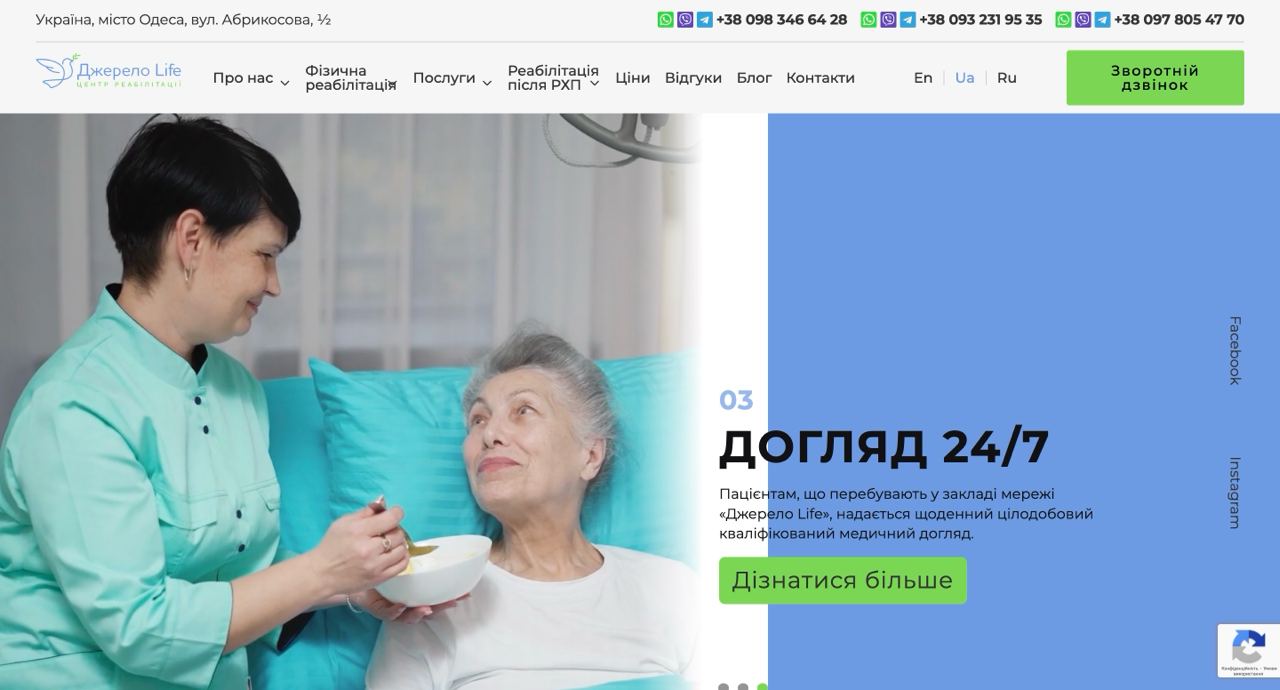 Україна, місто Одеса, вул. Абрикосова, ½
+38 098 346 64 28
+38 093 231 95 35
+38 097 805 47 70
Джерело Life
ЦЕНТР РЕАБІЛІТАЦІЇ
Про нас
Фізична
реабілітація
Послуги
Реабілітація
після РХП
Ціни
Відгуки
Блог
Контакти
En
Ua
Ru
Зворотній
дзвінок
03
ДОГЛЯД 24/7
Пацієнтам, що перебувають у закладі мережі
«Джерело Life», надається щоденний цілодобовий
кваліфікований медичний догляд.
Дізнатися більше
Facebook
Instagram
Конфіденційність - Умови
використання